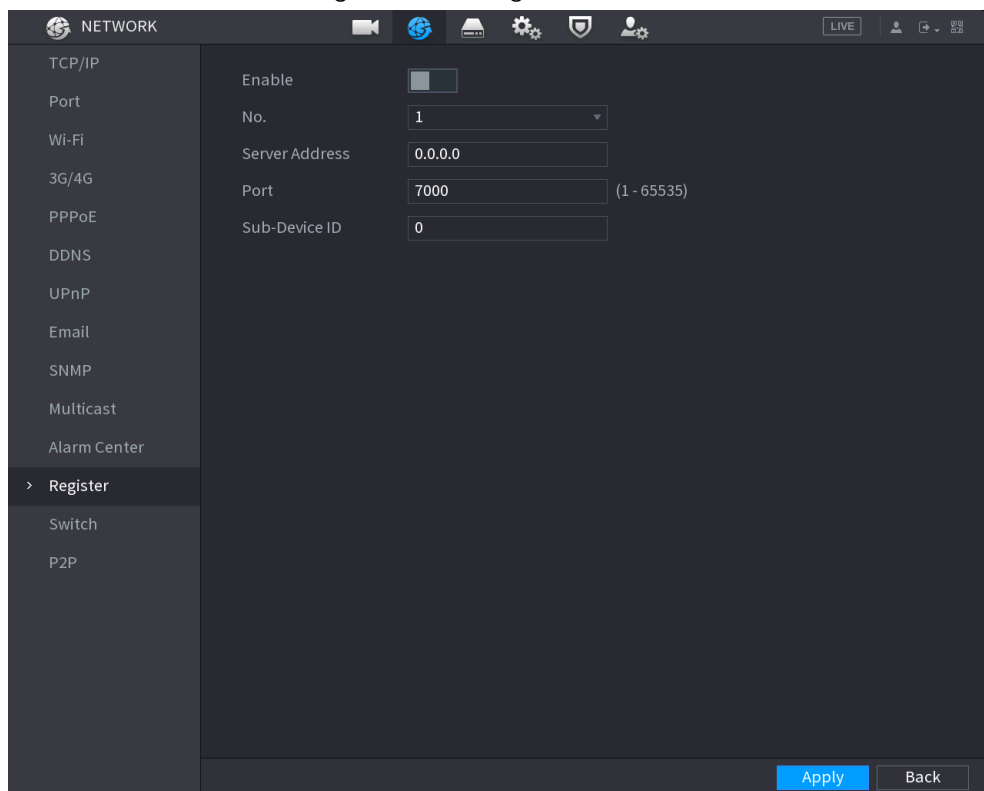 NETWORK
LIVE
TCP/IP
Port
Wi-Fi
3G/4G
PPPoE
DDNS
UPnP
Email
SNMP
Multicast
Alarm Center
> Register
Switch
P2P
Enable
No. 1
Server Address 0.0.0.0
Port 7000 (1 - 65535)
Sub-Device ID 0
Apply Back